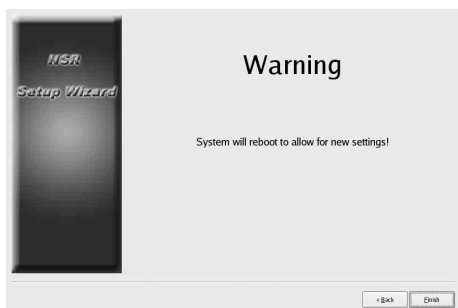 NSR
Setup Wizard
Warning
System will reboot to allow for new settings!
< Back
Finish